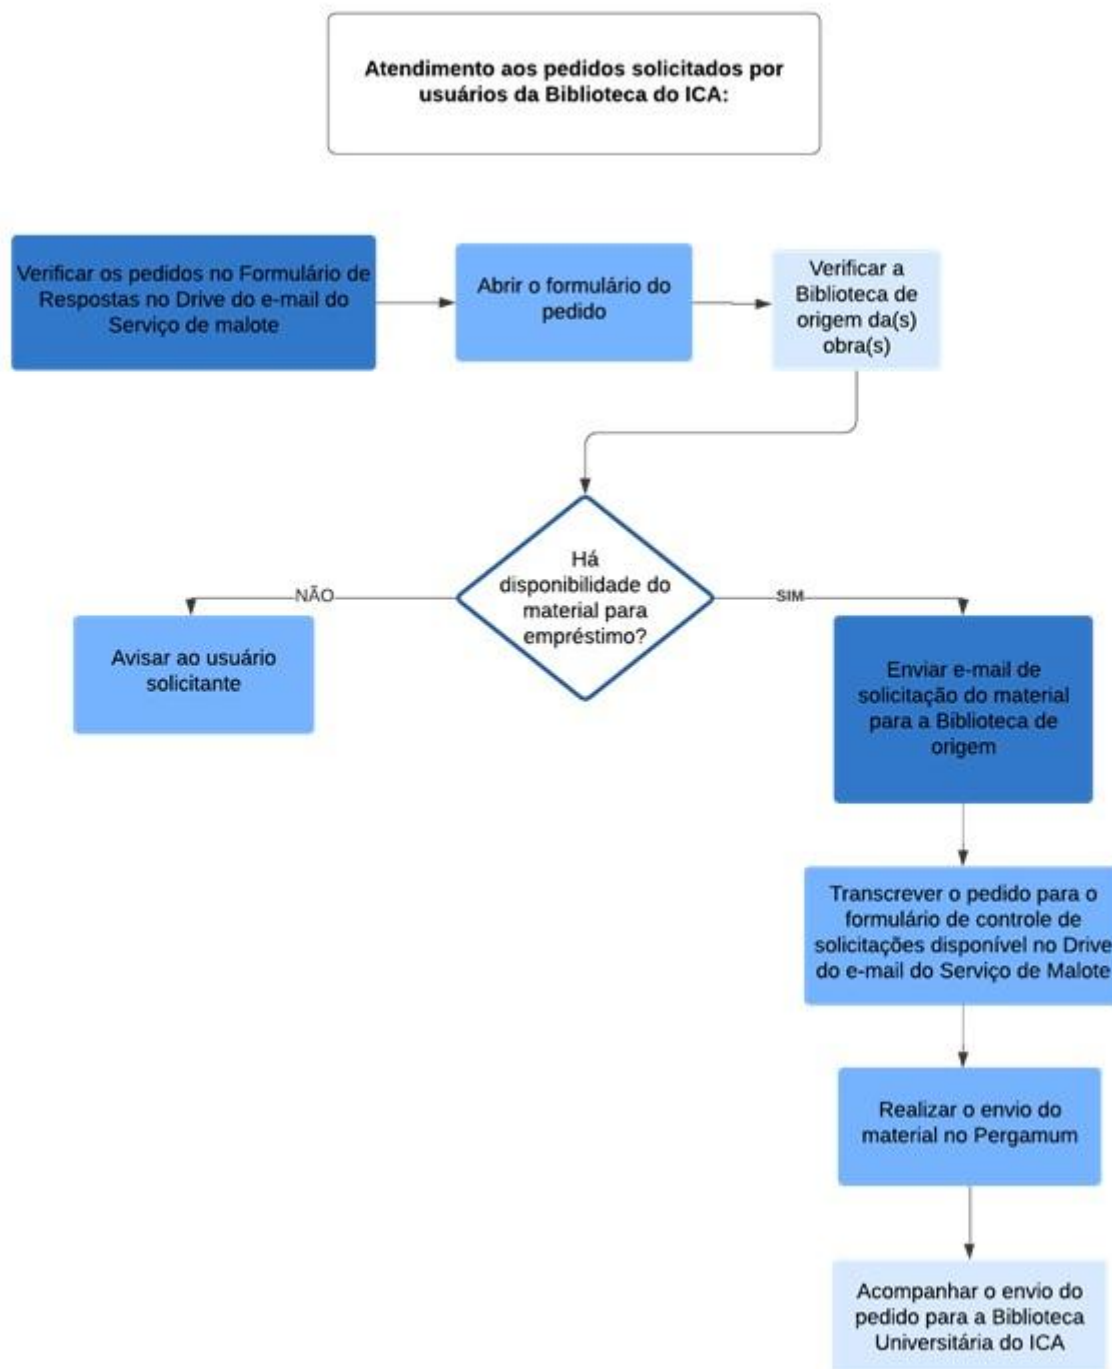 Atendimento aos pedidos solicitados por
usuários da Biblioteca do ICA:
Verificar os pedidos no Formulário de
Respostas no Drive do e-mail do
Serviço de malote
Abrir o formulário do
pedido
Verificar a
Biblioteca de
origem da(s)
obra(s)
Há
disponibilidade do
material para
empréstimo?
NÃO
SIM
Avisar ao usuário
solicitante
Enviar e-mail de
solicitação do material
para a Biblioteca de
origem
Transcrever o pedido para o
formulário de controle de
solicitações disponível no Drive
do e-mail do Serviço de Malote
Realizar o envio do
material no Pergamum
Acompanhar o envio do
pedido para a Biblioteca
Universitária do ICA